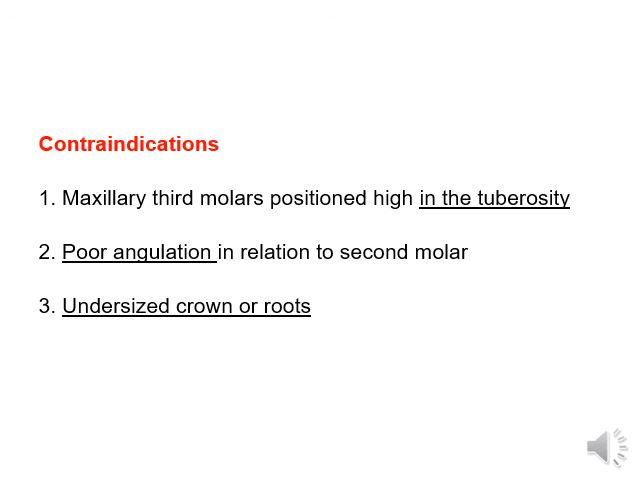 Contraindications
1. Maxillary third molars positioned high in the tuberosity
2. Poor angulation in relation to second molar
3. Undersized crown or roots